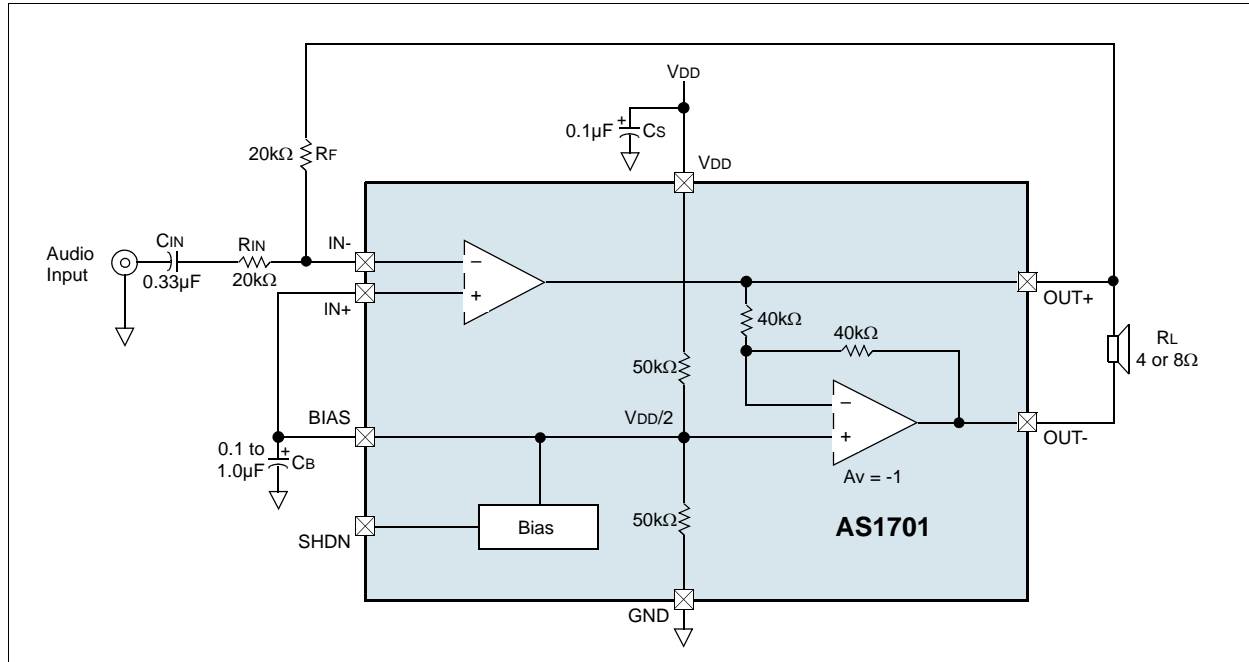 VDD
0.1µF
+
CS
20kΩ
RF
VDD
Audio
Input
CIN
0.33µF
RIN
20kΩ
IN-
IN+
−
+
OUT+
40kΩ
40kΩ
RL
4 or 8Ω
50kΩ
BIAS
VDD/2
−
+
OUT-
0.1 to
1.0µF
+
CB
Av = -1
SHDN
Bias
50kΩ
AS1701
GND